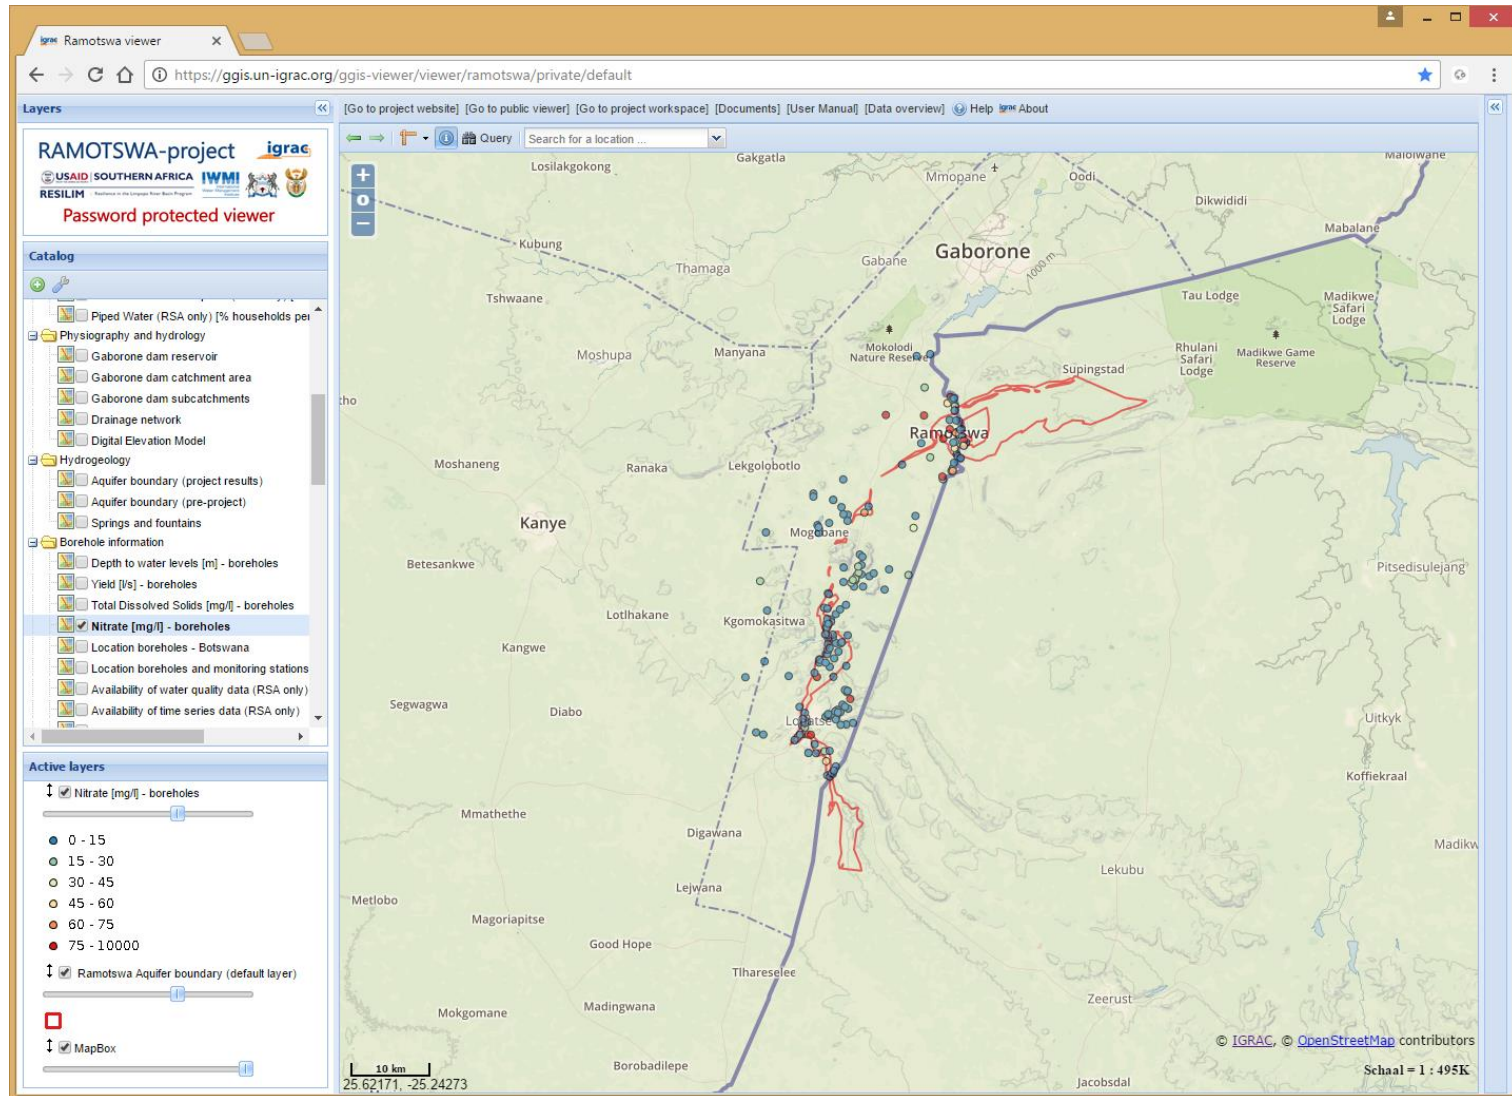 igrac Ramotswa viewer
https://ggis.un-igrac.org/ggis-viewer/viewer/ramotswa/private/default
Layers
[Go to project website] [Go to public viewer] [Go to project workspace] [Documents] [User Manual] [Data overview] Help igrac About
Query Search for a location ...
RAMOTSWA-project igrac
USAID SOUTHERN AFRICA IWMI
RESILIM
Password protected viewer
Catalog
Piped Water (RSA only) [% households per
Physiography and hydrology
Gaborone dam reservoir
Gaborone dam catchment area
Gaborone dam subcatchments
Drainage network
Digital Elevation Model
Hydrogeology
Aquifer boundary (project results)
Aquifer boundary (pre-project)
Springs and fountains
Borehole information
Depth to water levels [m] - boreholes
Yield [l/s] - boreholes
Total Dissolved Solids [mg/l] - boreholes
Nitrate [mg/l] - boreholes
Location boreholes - Botswana
Location boreholes and monitoring stations
Availability of water quality data (RSA only)
Availability of time series data (RSA only)
Active layers
Nitrate [mg/l] - boreholes
0 - 15
15 - 30
30 - 45
45 - 60
60 - 75
75 - 10000
Ramotswa Aquifer boundary (default layer)
MapBox
Losilakgokong
Gakgatla
Mmopane
Oodi
Dikwididi
Mabalane
Kubung
Gaborone
Gabane
Thamaga
1000 m
Tshwaane
Tau Lodge
Madikwe
Safari
Lodge
Moshupa
Manyana
Mokolodi
Nature Reserve
Rhulani
Safari
Lodge
Madikwe Game
Reserve
Supingstad
tho
Ramotswa
Moshaneng
Ranaka
Lekgolobotlo
Kanye
Mogobane
Betesankwe
Pitsedisulejang
Lotlhakane
Kgomokasitwa
Kangwe
Segwagwa
Diabo
Lobatse
Uitkyk
Koffiekraal
Mmathethe
Digawana
Madikw
Lekubu
Metlobo
Lejwana
Magoriapitse
Good Hope
Tlhareselee
Zeerust
Mokgomane
Madingwana
Borobadilepe
Jacobsdal
© IGRAC, © OpenStreetMap contributors
Schaal = 1 : 495K
10 km
25.62171, -25.24273